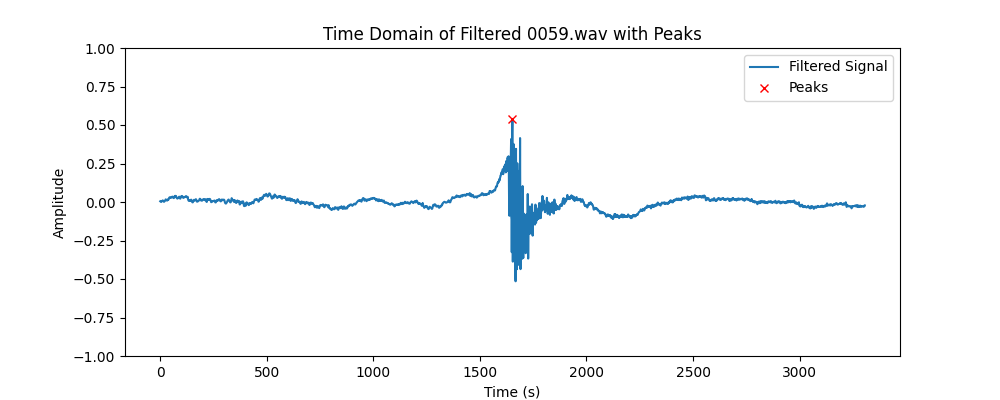 Time Domain of Filtered 0059.wav with Peaks
1.00
0.75
0.50
0.25
0.00
−0.25
−0.50
−0.75
−1.00
Amplitude
Filtered Signal
Peaks
0 500 1000 1500 2000 2500 3000
Time (s)